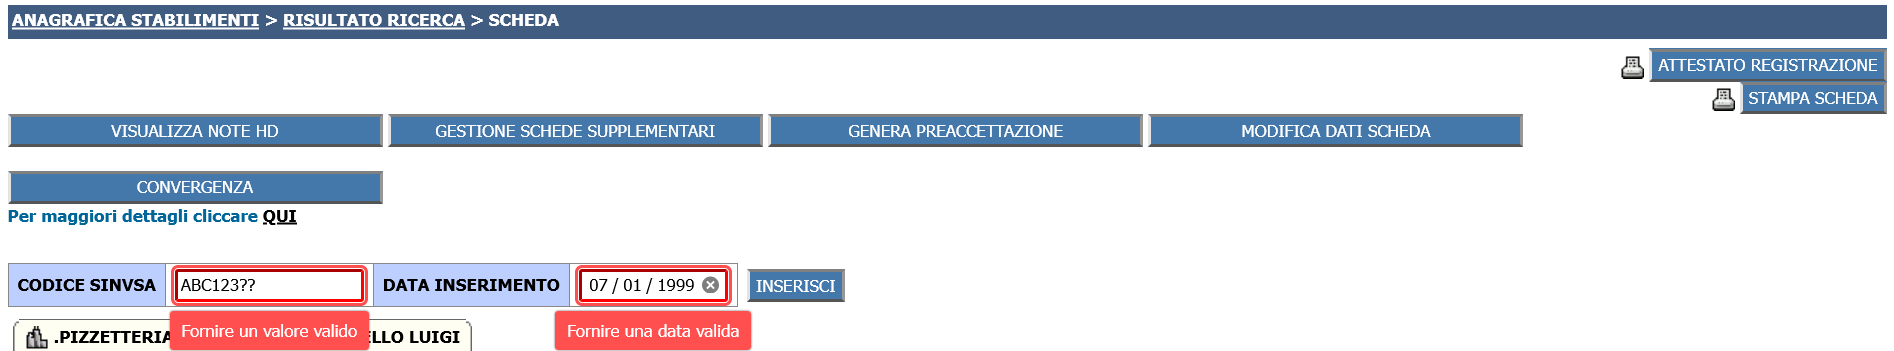 ANAGRAFICA STABILIMENTI > RISULTATO RICERCA > SCHEDA
ATTESTATO REGISTRAZIONE
STAMPA SCHEDA
VISUALIZZA NOTE HD GESTIONE SCHEDE SUPPLEMENTARI GENERA PREACCETTAZIONE MODIFICA DATI SCHEDA
CONVERGENZA
Per maggiori dettagli cliccare QUI
CODICE SINVSA ABC123?? DATA INSERIMENTO 07 / 01 / 1999 INSERISCI
Fornire un valore valido Fornire una data valida
.PIZZETTERIA ELLO LUIGI